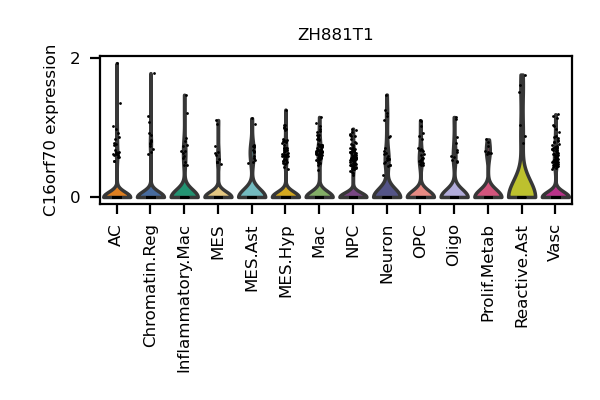 ZH881T1
C16orf70 expression
2
0
AC
Chromatin.Reg
Inflammatory.Mac
MES
MES.Ast
MES.Hyp
Mac
NPC
Neuron
OPC
Oligo
Prolif.Metab
Reactive.Ast
Vasc